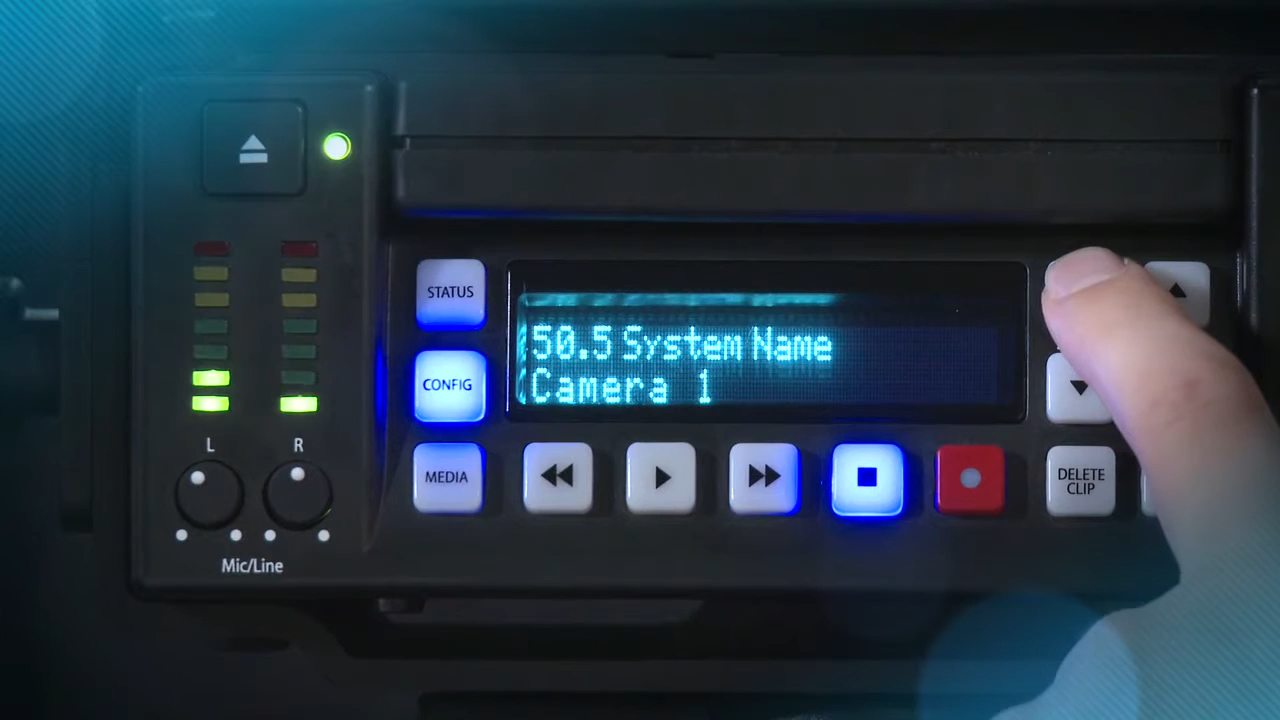 STATUS
50.5 System Name
Camera 1
CONFIG
L R
MEDIA
DELETE
CLIP
Mic/Line